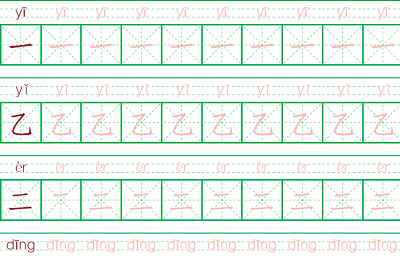 yī yī yī yī yī yī yī yī yī yī
一 一 一 一 一 一 一 一 一 一
yǐ yǐ yǐ yǐ yǐ yǐ yǐ yǐ yǐ yǐ
乙 乙 乙 乙 乙 乙 乙 乙 乙 乙
èr èr èr èr èr èr èr èr èr èr
二 二 二 二 二 二 二 二 二 二
dīng dīng dīng dīng dīng dīng dīng dīng dīng dīng